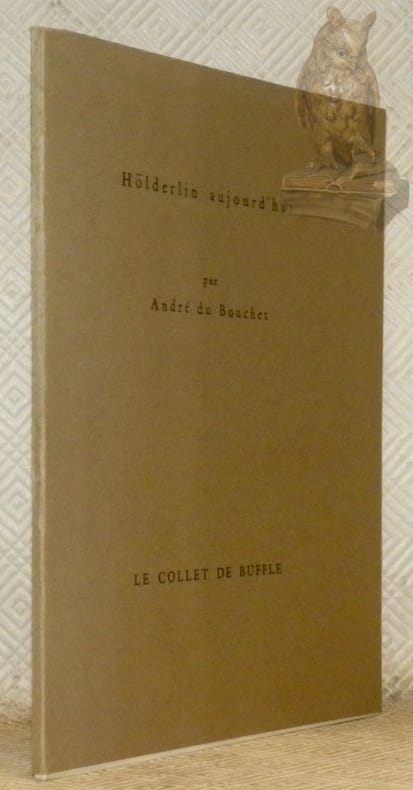 Hölderlin aujourd'hu
par
André du Bouchet
LE COLLET DE BUFFLE